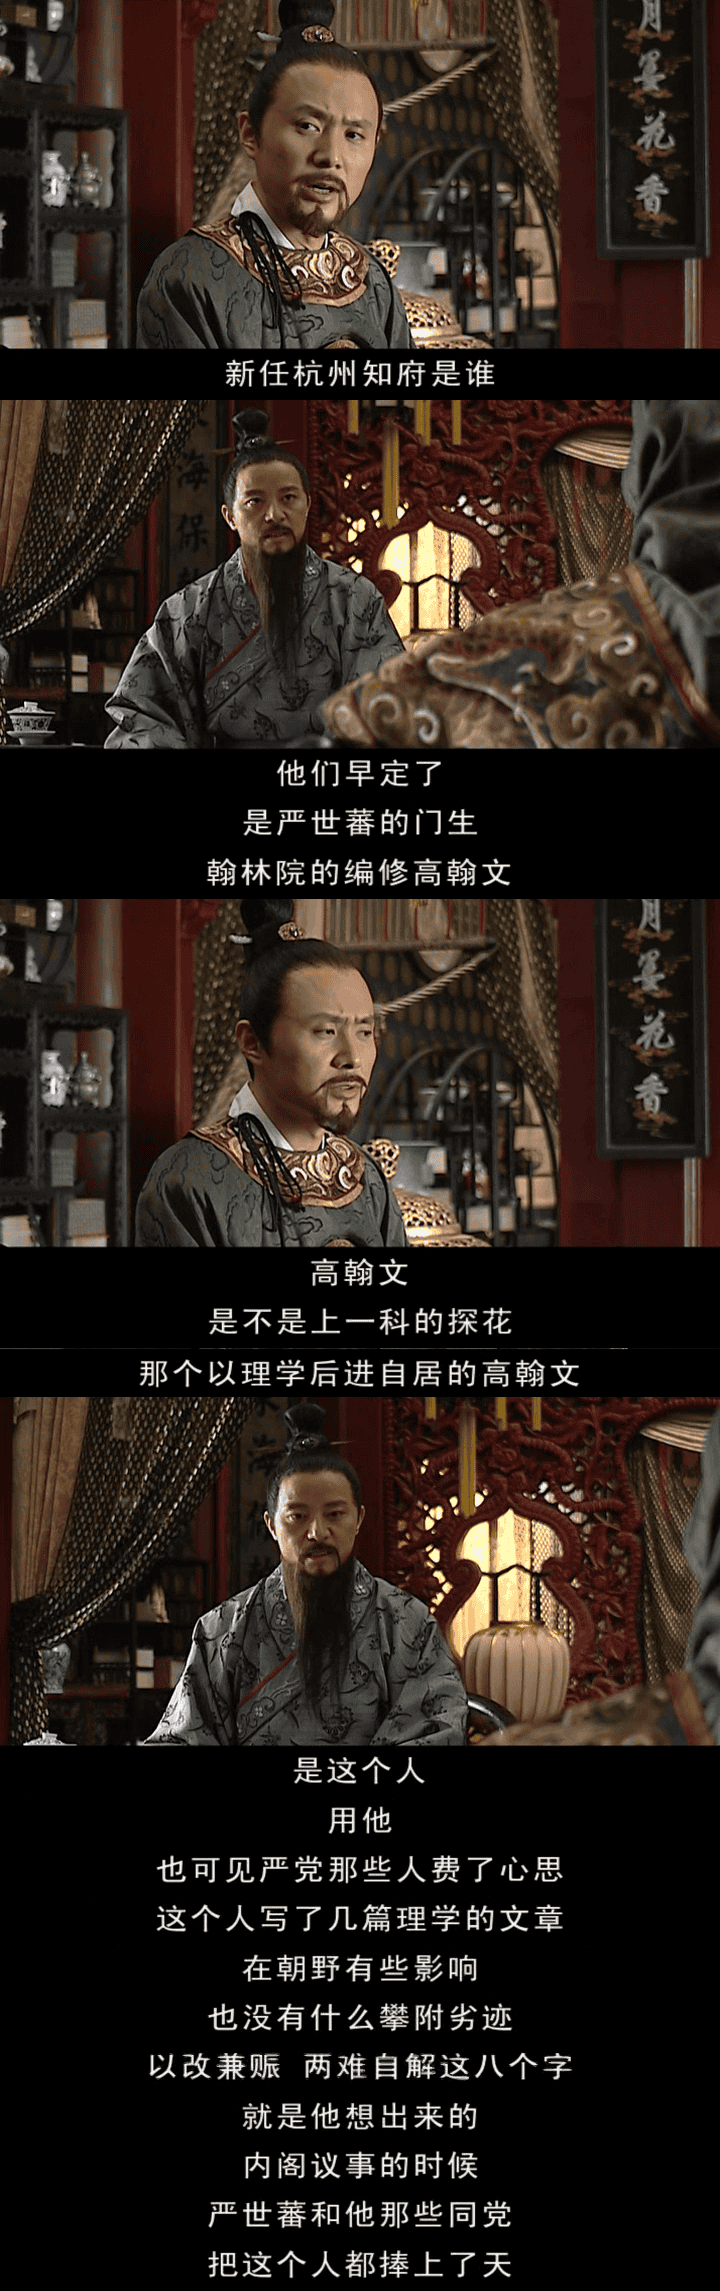 月羹花香
新任杭州知府是谁
海保
他们早定了
是严世蕃的门生
翰林院的编修高翰文
月羹花香
高翰文
是不是上一科的探花
那个以理学后进自居的高翰文
是这个人
用他
也可见严党那些人费了心思
这个人写了几篇理学的文章
在朝野有些影响
也没有什么攀附劣迹
以改兼赈 两难自解这八个字
就是他想出来的
内阁议事的时候
严世蕃和他那些同党
把这个人都捧上了天